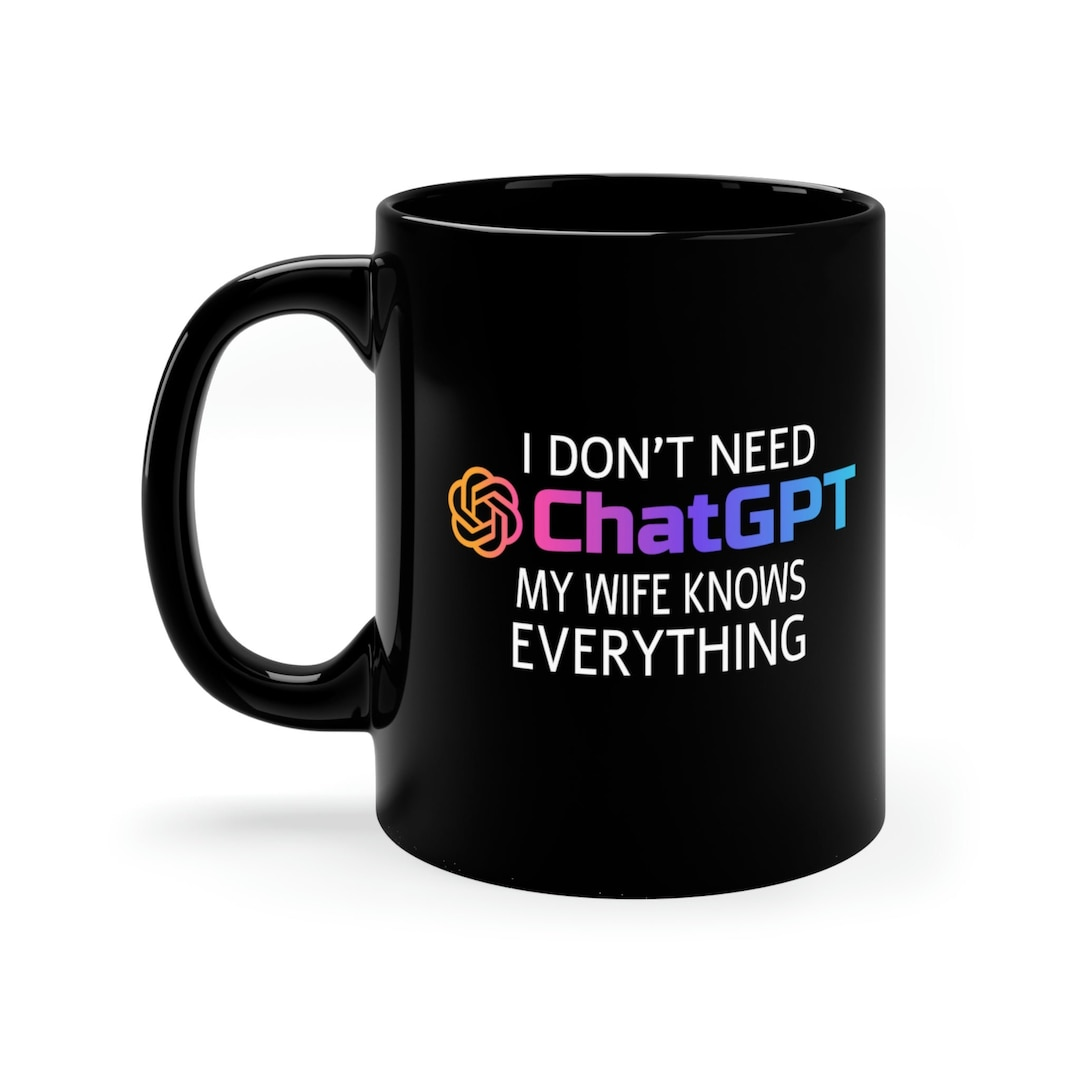 I DON'T NEED
ChatGPT
MY WIFE KNOWS
EVERYTHING